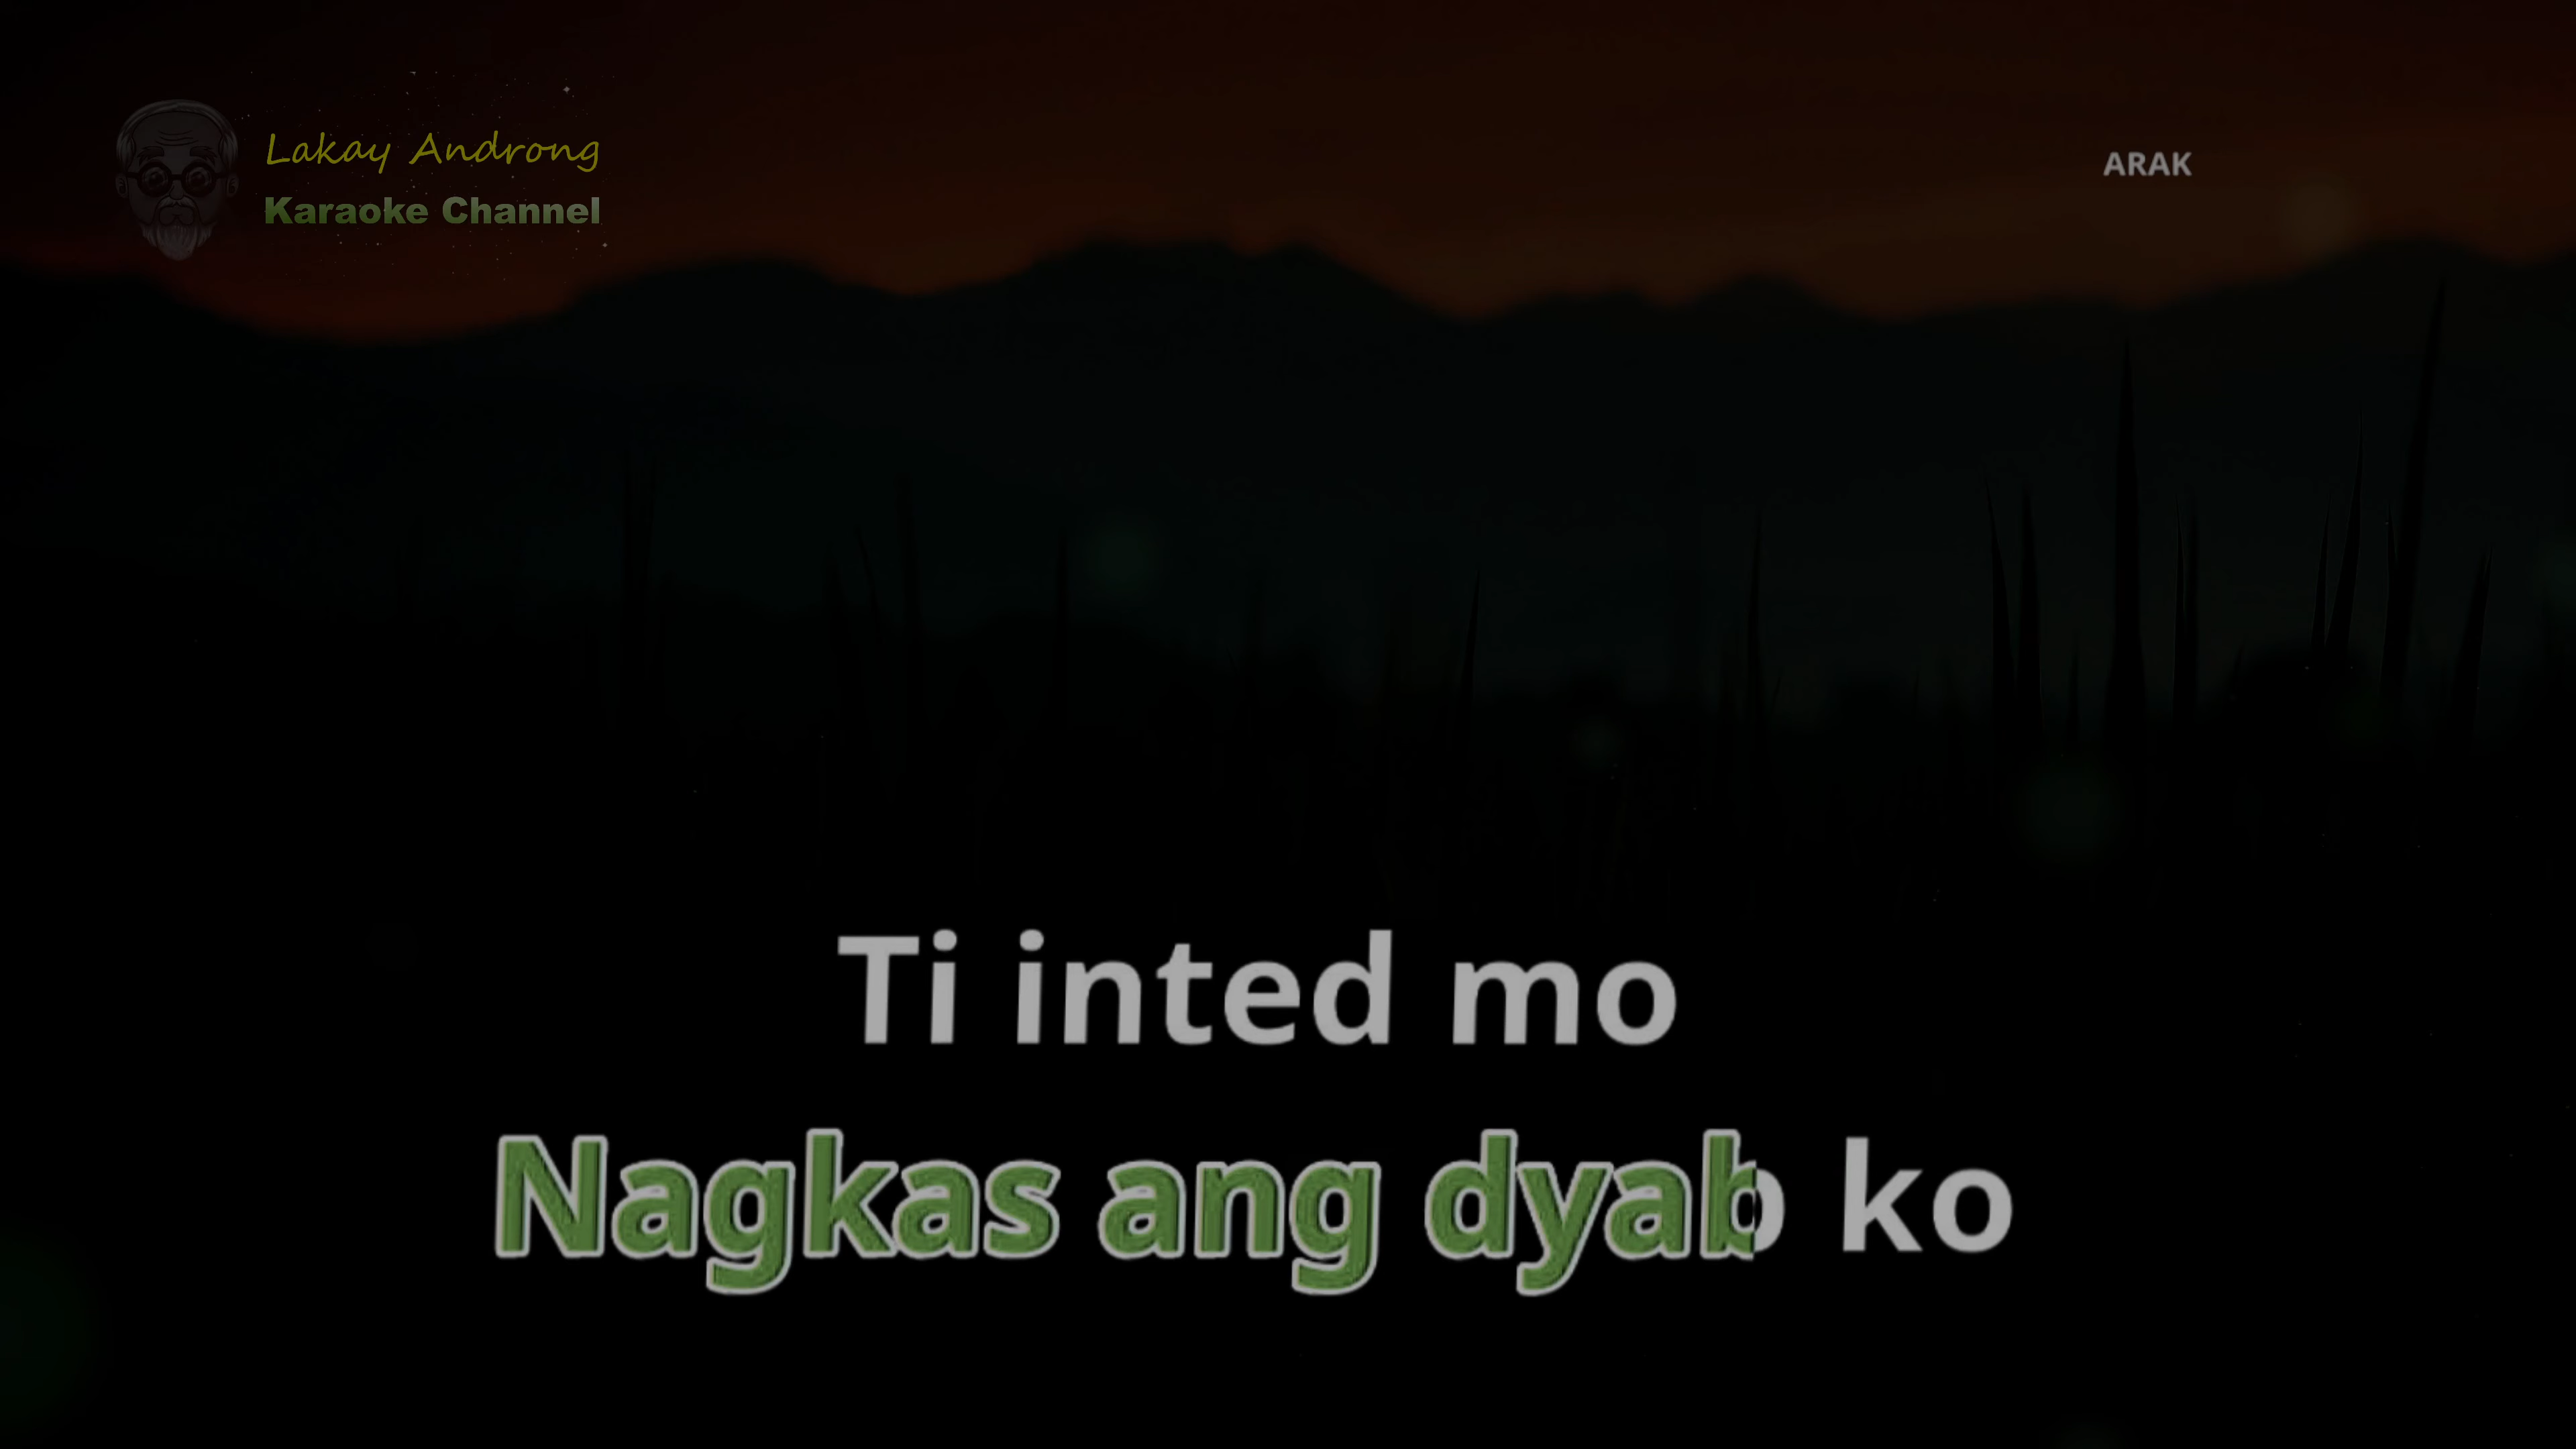 Lakay Androng
Karaoke Channel
ARAK
Ti inted mo
Nagkas ang dyab ko